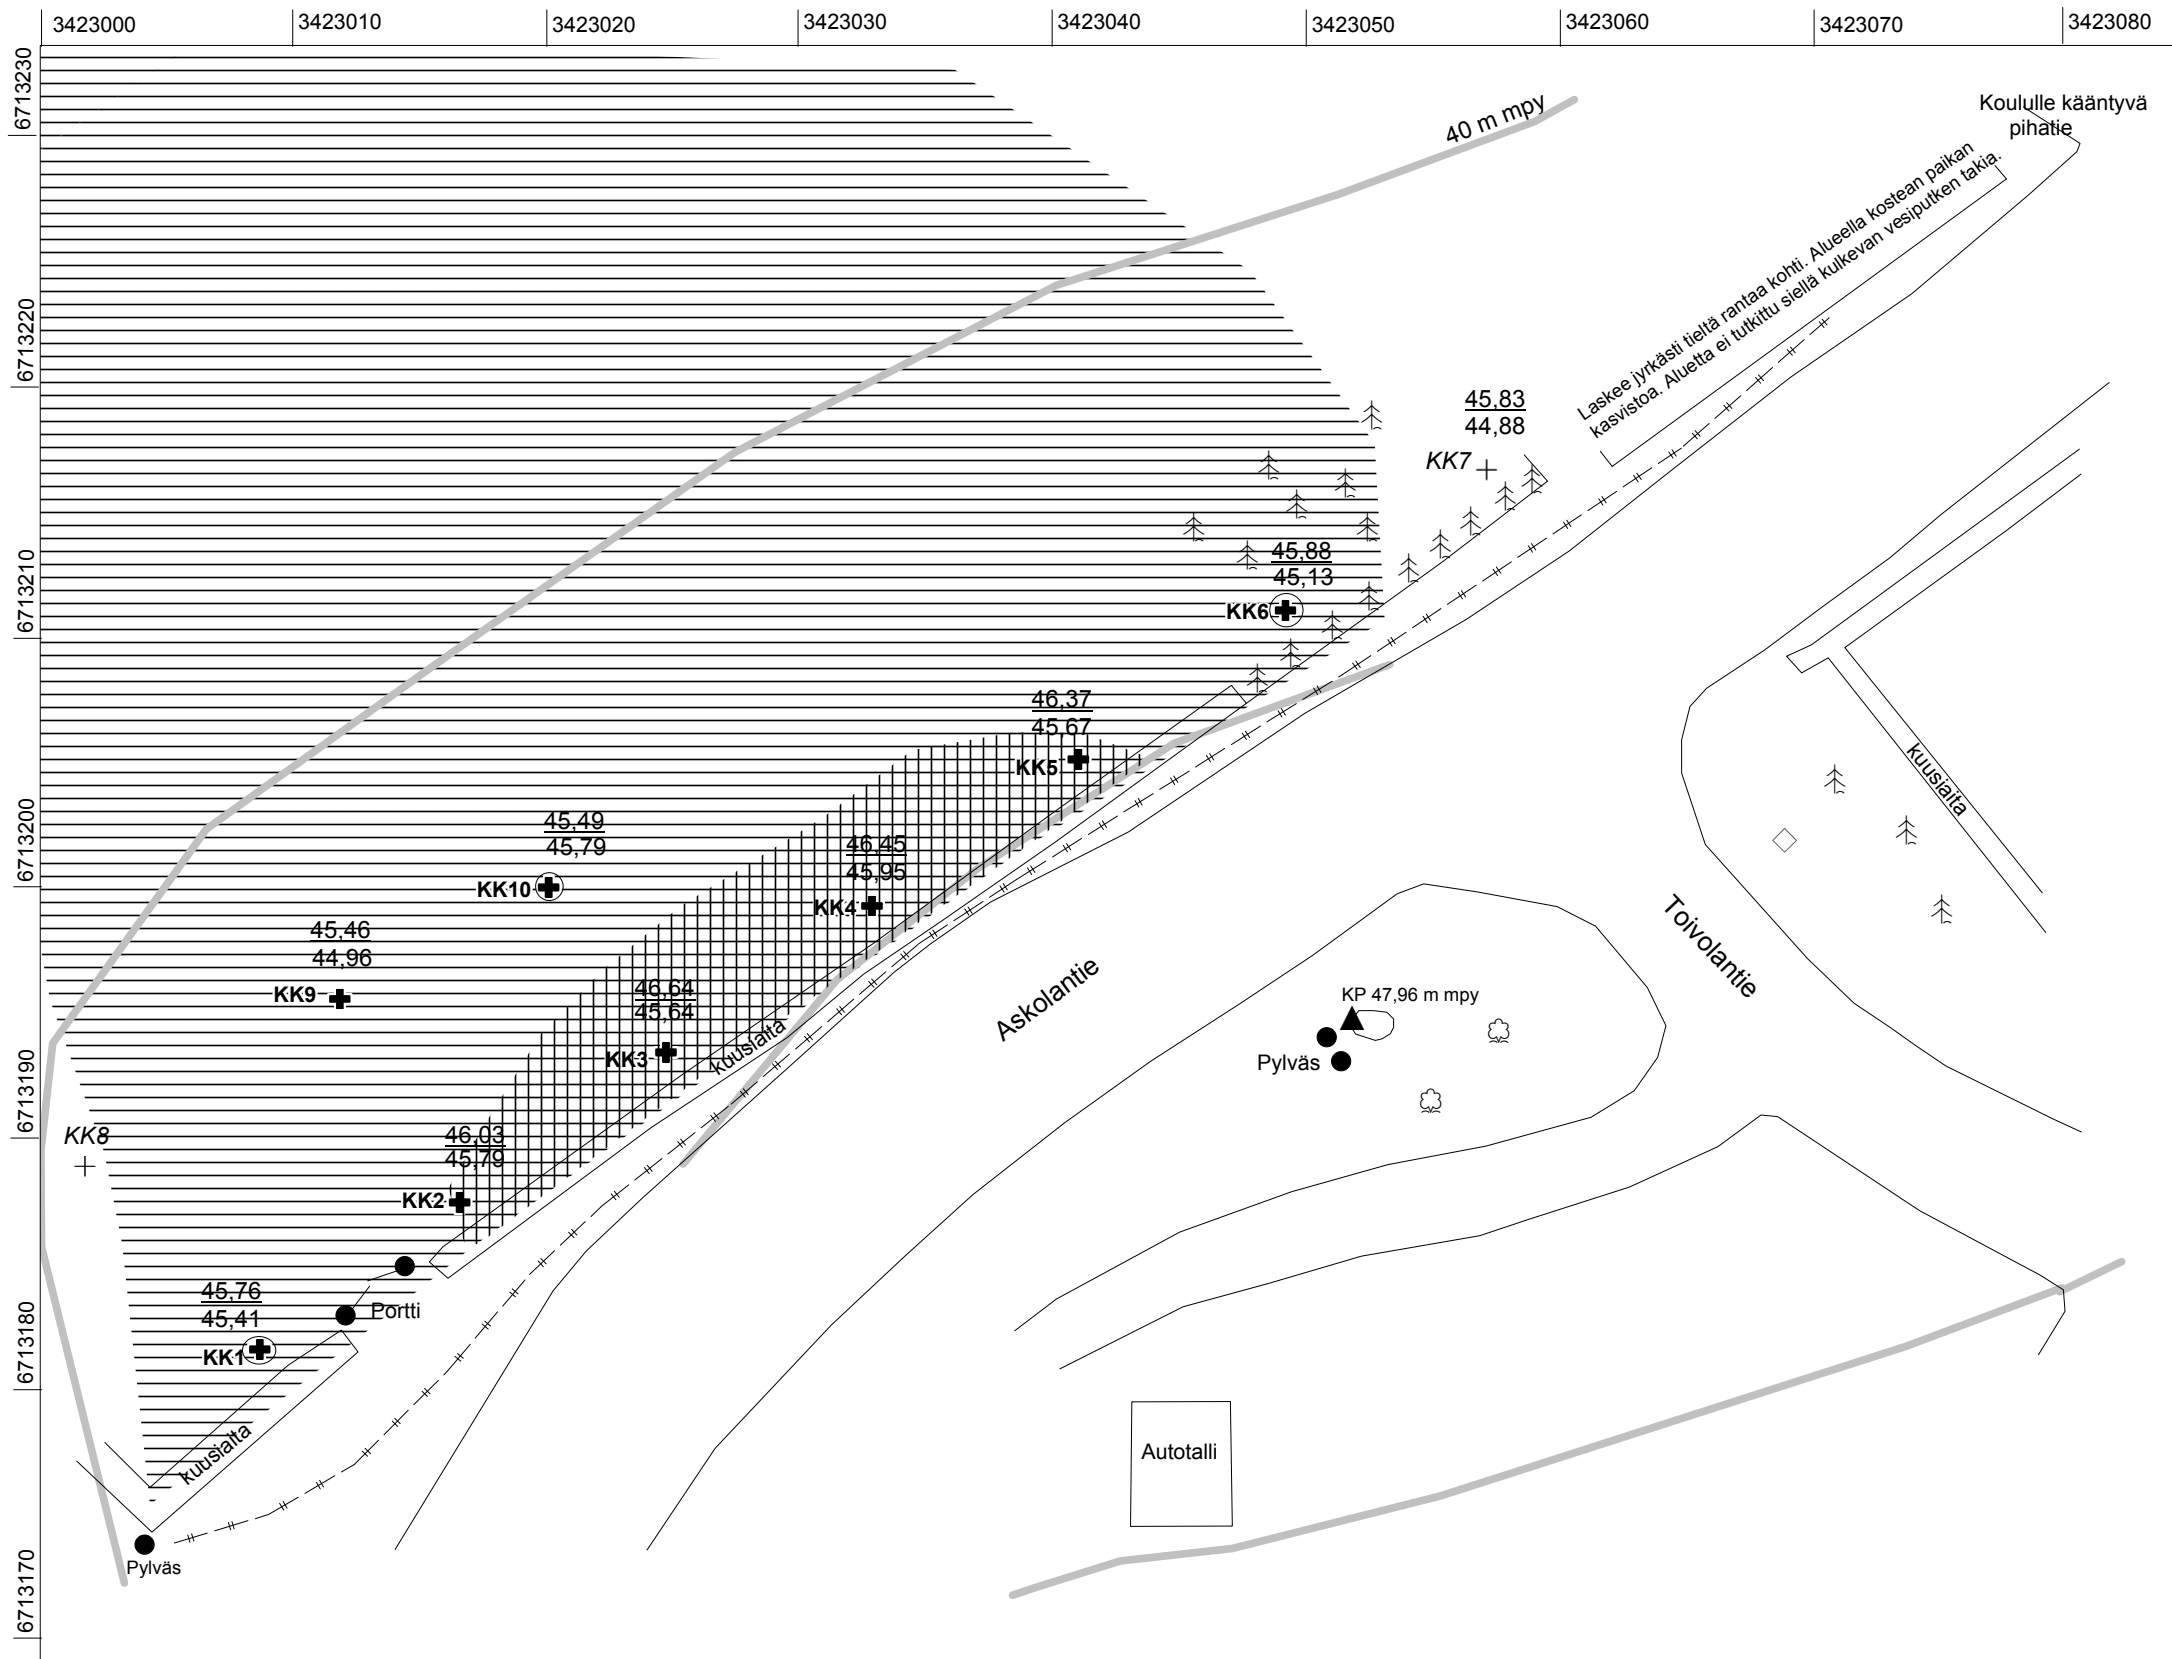 3423000
3423010
3423020
3423030
3423040
3423050
3423060
3423070
3423080
6713230
6713220
6713210
6713200
6713190
6713180
6713170
40 m mpy
Koululle kääntyvä
pihatie
Laskee jyrkästi tieltä rantaa kohti. Alueella kostean paikan
kasvistoa. Aluetta ei tutkittu siellä kulkevan vesiputken takia.
45,83
44,88
KK7
45,88
45,13
KK6
46,37
45,67
KK5
45,49
45,79
KK10
46,45
45,95
KK4
45,46
44,96
KK9
46,64
45,64
KK3
kuusiaita
KK8
46,03
45,79
KK2
45,76
45,41
KK1
Portti
kuusiaita
Pylväs
Askolantie
Toivolantie
kuusiaita
KP 47,96 m mpy
Pylväs
Autotalli